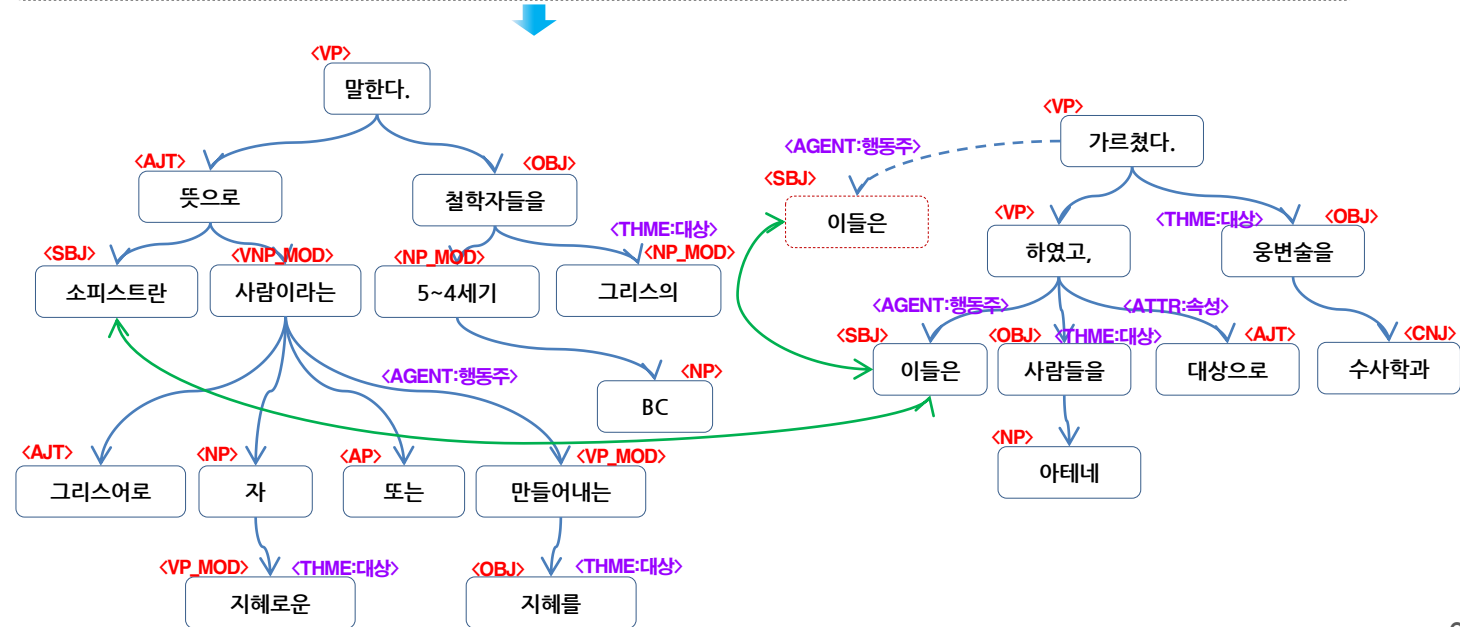 <VP>
말한다.
<VP>
가르쳤다.
<AGENT:행동주>
<AJT>
뜻으로
<OBJ>
철학자들을
<SBJ>
이들은
<VP>
하였고,
<THME:대상>
<OBJ>
웅변술을
<THME:대상>
<SBJ>
소피스트란
<VNP_MOD>
사람이라는
<NP_MOD>
5~4세기
<NP_MOD>
그리스의
<AGENT:행동주>
<ATTR:속성>
<SBJ>
이들은
<OBJ>
<THME:대상>
사람들을
<AJT>
대상으로
<CNJ>
수사학과
<AGENT:행동주>
<NP>
BC
<AJT>
그리스어로
<NP>
자
<AP>
또는
<VP_MOD>
만들어내는
<NP>
아테네
<VP_MOD>
<THME:대상>
지혜로운
<OBJ>
<THME:대상>
지혜를